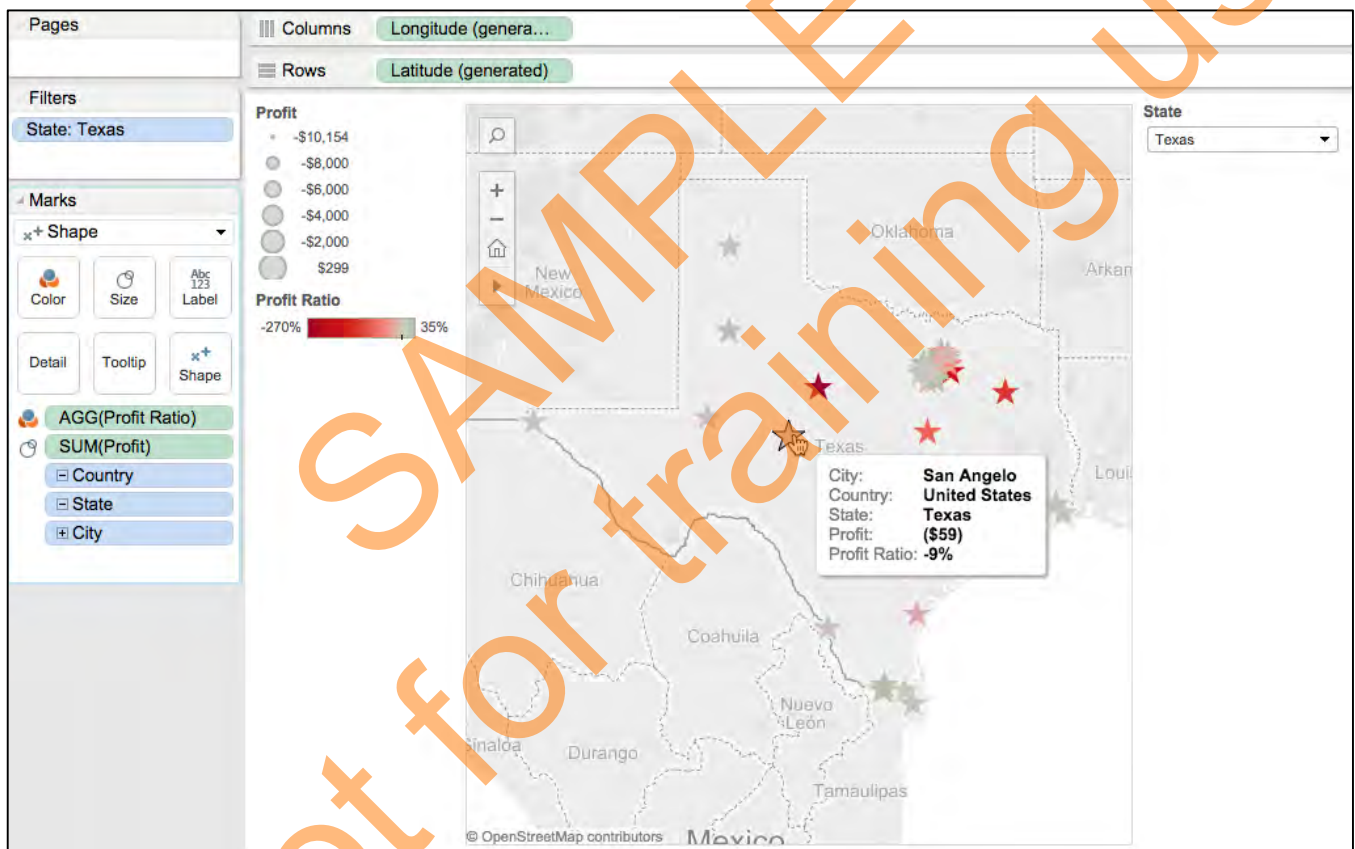 Pages
Columns
Longitude (genera...
Rows
Latitude (generated)
Filters
State: Texas
Marks
Shape
Color
Size
Abc
123
Label
Detail
Tooltip
Shape
AGG(Profit Ratio)
SUM(Profit)
Country
State
City
Profit
-$10,154
-$8,000
-$6,000
-$4,000
-$2,000
$299
Profit Ratio
-270%
35%
State
Texas
Oklahoma
New
Mexico
Arkan
Texas
Loui
City: San Angelo
Country: United States
State: Texas
Profit: ($59)
Profit Ratio: -9%
Chihuahua
Coahuila
Nuevo
León
Sinaloa
Durango
Tamaulipas
Mexico
© OpenStreetMap contributors
SAMPLE
not for training us